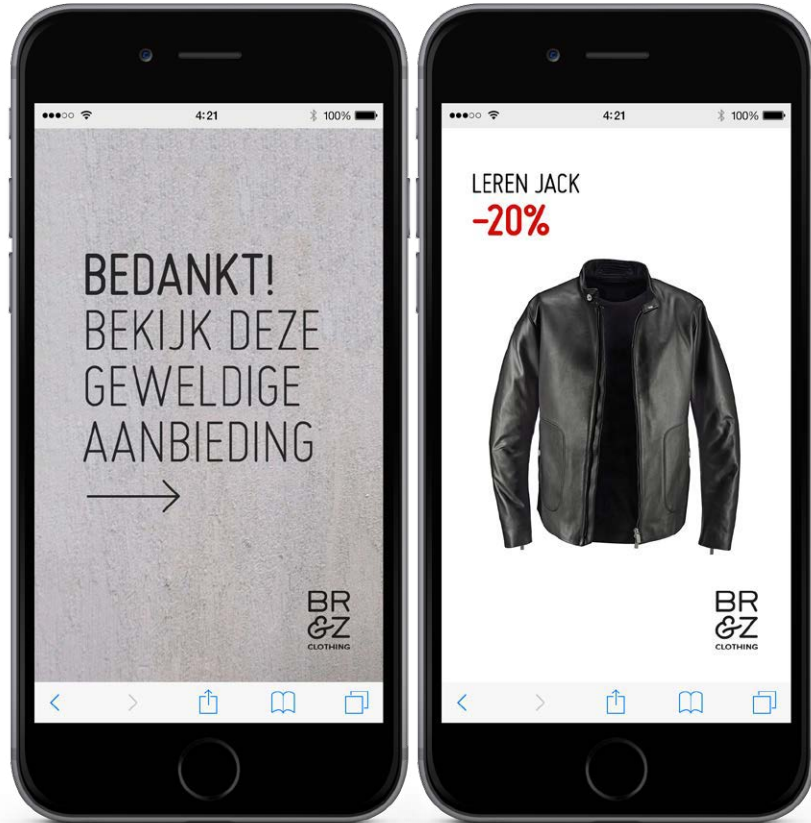 4:21
100%
BEDANKT!
BEKIJK DEZE
GEWELDIGE
AANBIEDING
BR
&Z
CLOTHING
4:21
100%
LEREN JACK
-20%
BR
&Z
CLOTHING